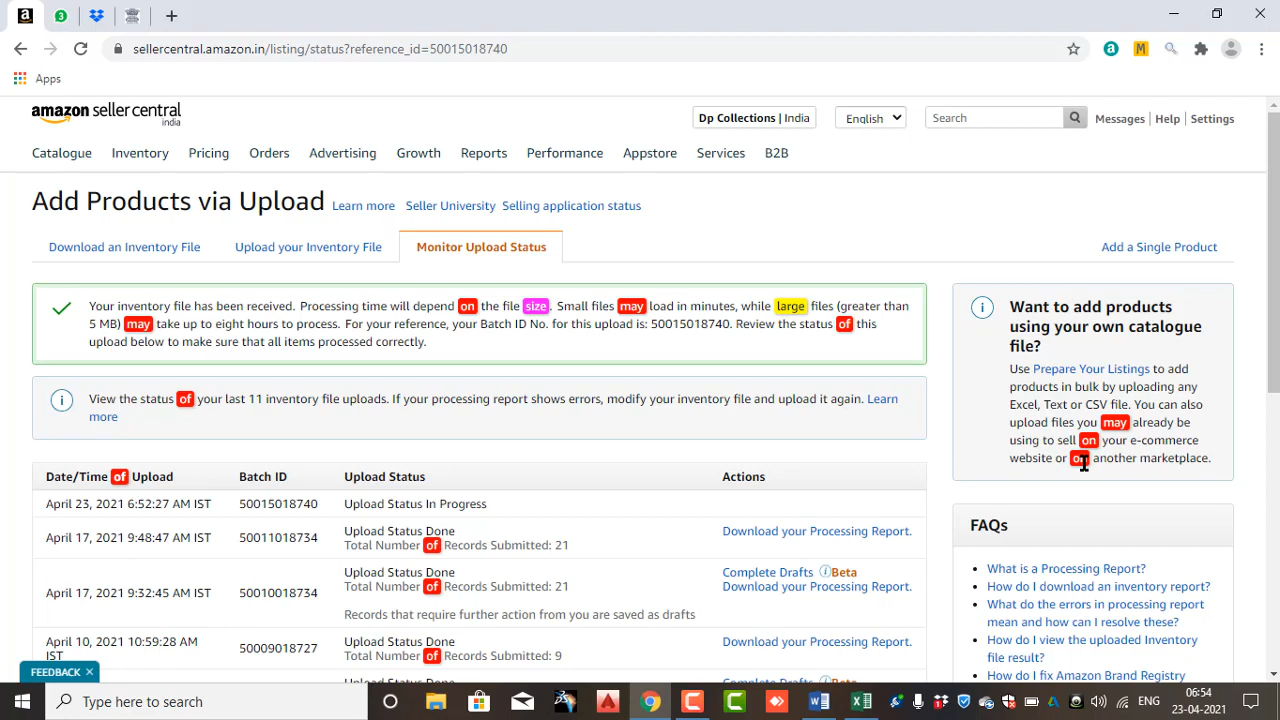 3
sellercentral.amazon.in/listing/status?reference_id=50015018740
a
M
Apps
amazon seller central
india
Dp Collections | India
English
Search
Messages | Help | Settings
Catalogue Inventory Pricing Orders Advertising Growth Reports Performance Appstore Services B2B
Add Products via Upload Learn more Seller University Selling application status
Download an Inventory File Upload your Inventory File Monitor Upload Status Add a Single Product
Your inventory file has been received. Processing time will depend on the file size. Small files may load in minutes, while large files (greater than
5 MB) may take up to eight hours to process. For your reference, your Batch ID No. for this upload is: 50015018740. Review the status of this
upload below to make sure that all items processed correctly.
View the status of your last 11 inventory file uploads. If your processing report shows errors, modify your inventory file and upload it again. Learn
more
Date/Time of Upload Batch ID Upload Status Actions
April 23, 2021 6:52:27 AM IST 50015018740 Upload Status In Progress
April 17, 2021 9:48:47 AM IST 50011018734 Upload Status Done Download your Processing Report.
Total Number of Records Submitted: 21
April 17, 2021 9:32:45 AM IST 50010018734 Upload Status Done Complete Drafts Beta
Total Number of Records Submitted: 21 Download your Processing Report.
Records that require further action from you are saved as drafts
April 10, 2021 10:59:28 AM
IST 50009018727 Upload Status Done Download your Processing Report.
Total Number of Records Submitted: 9
Want to add products
using your own catalogue
file?
Use Prepare Your Listings to add
products in bulk by uploading any
Excel, Text or CSV file. You can also
upload files you may already be
using to sell on your e-commerce
website or on another marketplace.
FAQs
What is a Processing Report?
How do I download an inventory report?
What do the errors in processing report
mean and how can I resolve these?
How do I view the uploaded Inventory
file result?
How do I fix Amazon Brand Registry
FEEDBACK ×
Type here to search
ENG
06:54
23-04-2021